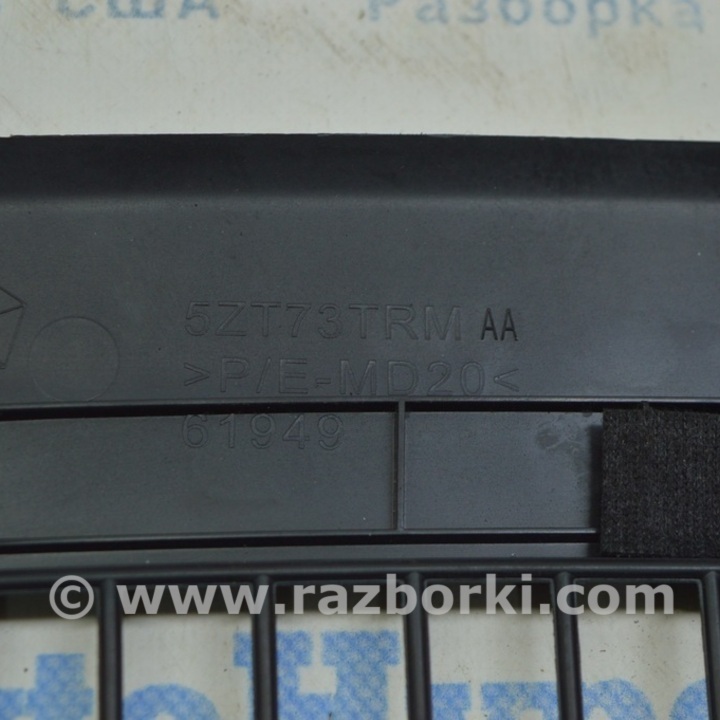 США Разборка
5ZT73TRM AA
>P/E-MD20<
61949
© www.razborki.com